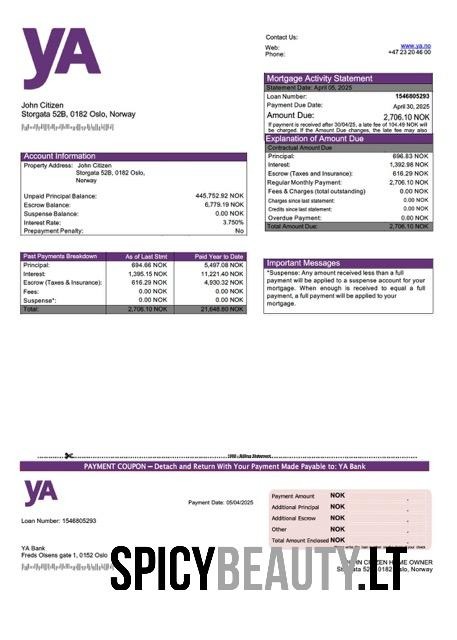 YA
Contact Us:
Web: www.ya.no
Phone: +47 23 20 46 00
Mortgage Activity Statement
Statement Date: April 05, 2025
Loan Number: 1546805293
Payment Due Date: April 30, 2025
Amount Due: 2,706.10 NOK
If payment is received after 30/04/25, a late fee of 104.49 NOK will
be charged. If the Amount Due changes, the late fee may also
John Citizen
Storgata 52B, 0182 Oslo, Norway
Explanation of Amount Due
Contractual Amount Due
Principal: 696.83 NOK
Interest: 1,392.98 NOK
Escrow (Taxes and Insurance): 616.29 NOK
Regular Monthly Payment: 2,706.10 NOK
Fees & Charges (total outstanding) 0.00 NOK
Charges since last statement: 0.00 NOK
Credits since last statement: 0.00 NOK
Overdue Payment: 0.00 NOK
Total Amount Due: 2,706.10 NOK
Account Information
Property Address: John Citizen
Storgata 52B, 0182 Oslo,
Norway
Unpaid Principal Balance: 445,752.92 NOK
Escrow Balance: 6,779.19 NOK
Suspense Balance: 0.00 NOK
Interest Rate: 3.750%
Prepayment Penalty: No
Past Payments Breakdown As of Last Stmt Paid Year to Date
Principal: 694.66 NOK 5,497.08 NOK
Interest: 1,395.15 NOK 11,221.40 NOK
Escrow (Taxes & Insurance): 616.29 NOK 4,930.32 NOK
Fees: 0.00 NOK 0.00 NOK
Suspense*: 0.00 NOK 0.00 NOK
Total: 2,706.10 NOK 21,648.80 NOK
Important Messages
*Suspense: Any amount received less than a full
payment will be applied to a suspense account for your
mortgage. When enough is received to equal a full
payment, a full payment will be applied to your
mortgage.
Billing Statement
PAYMENT COUPON – Detach and Return With Your Payment Made Payable to: YA Bank
YA
Payment Date: 05/04/2025
Loan Number: 1546805293
Payment Amount NOK
Additional Principal NOK
Additional Escrow NOK
Other NOK
Total Amount Enclosed NOK
YA Bank
Freds Olsens gate 1, 0152 Oslo
CITIZEN HOME OWNER
0182 Oslo, Norway
SPICYBEAUTY.LT